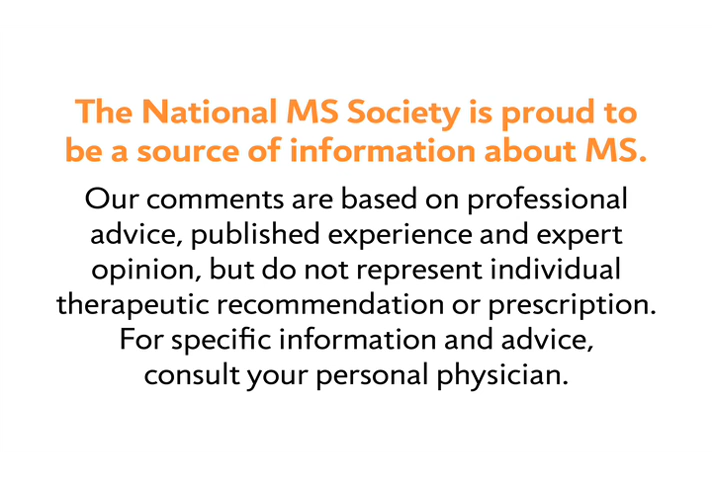 The National MS Society is proud to
be a source of information about MS.
Our comments are based on professional
advice, published experience and expert
opinion, but do not represent individual
therapeutic recommendation or prescription.
For specific information and advice,
consult your personal physician.